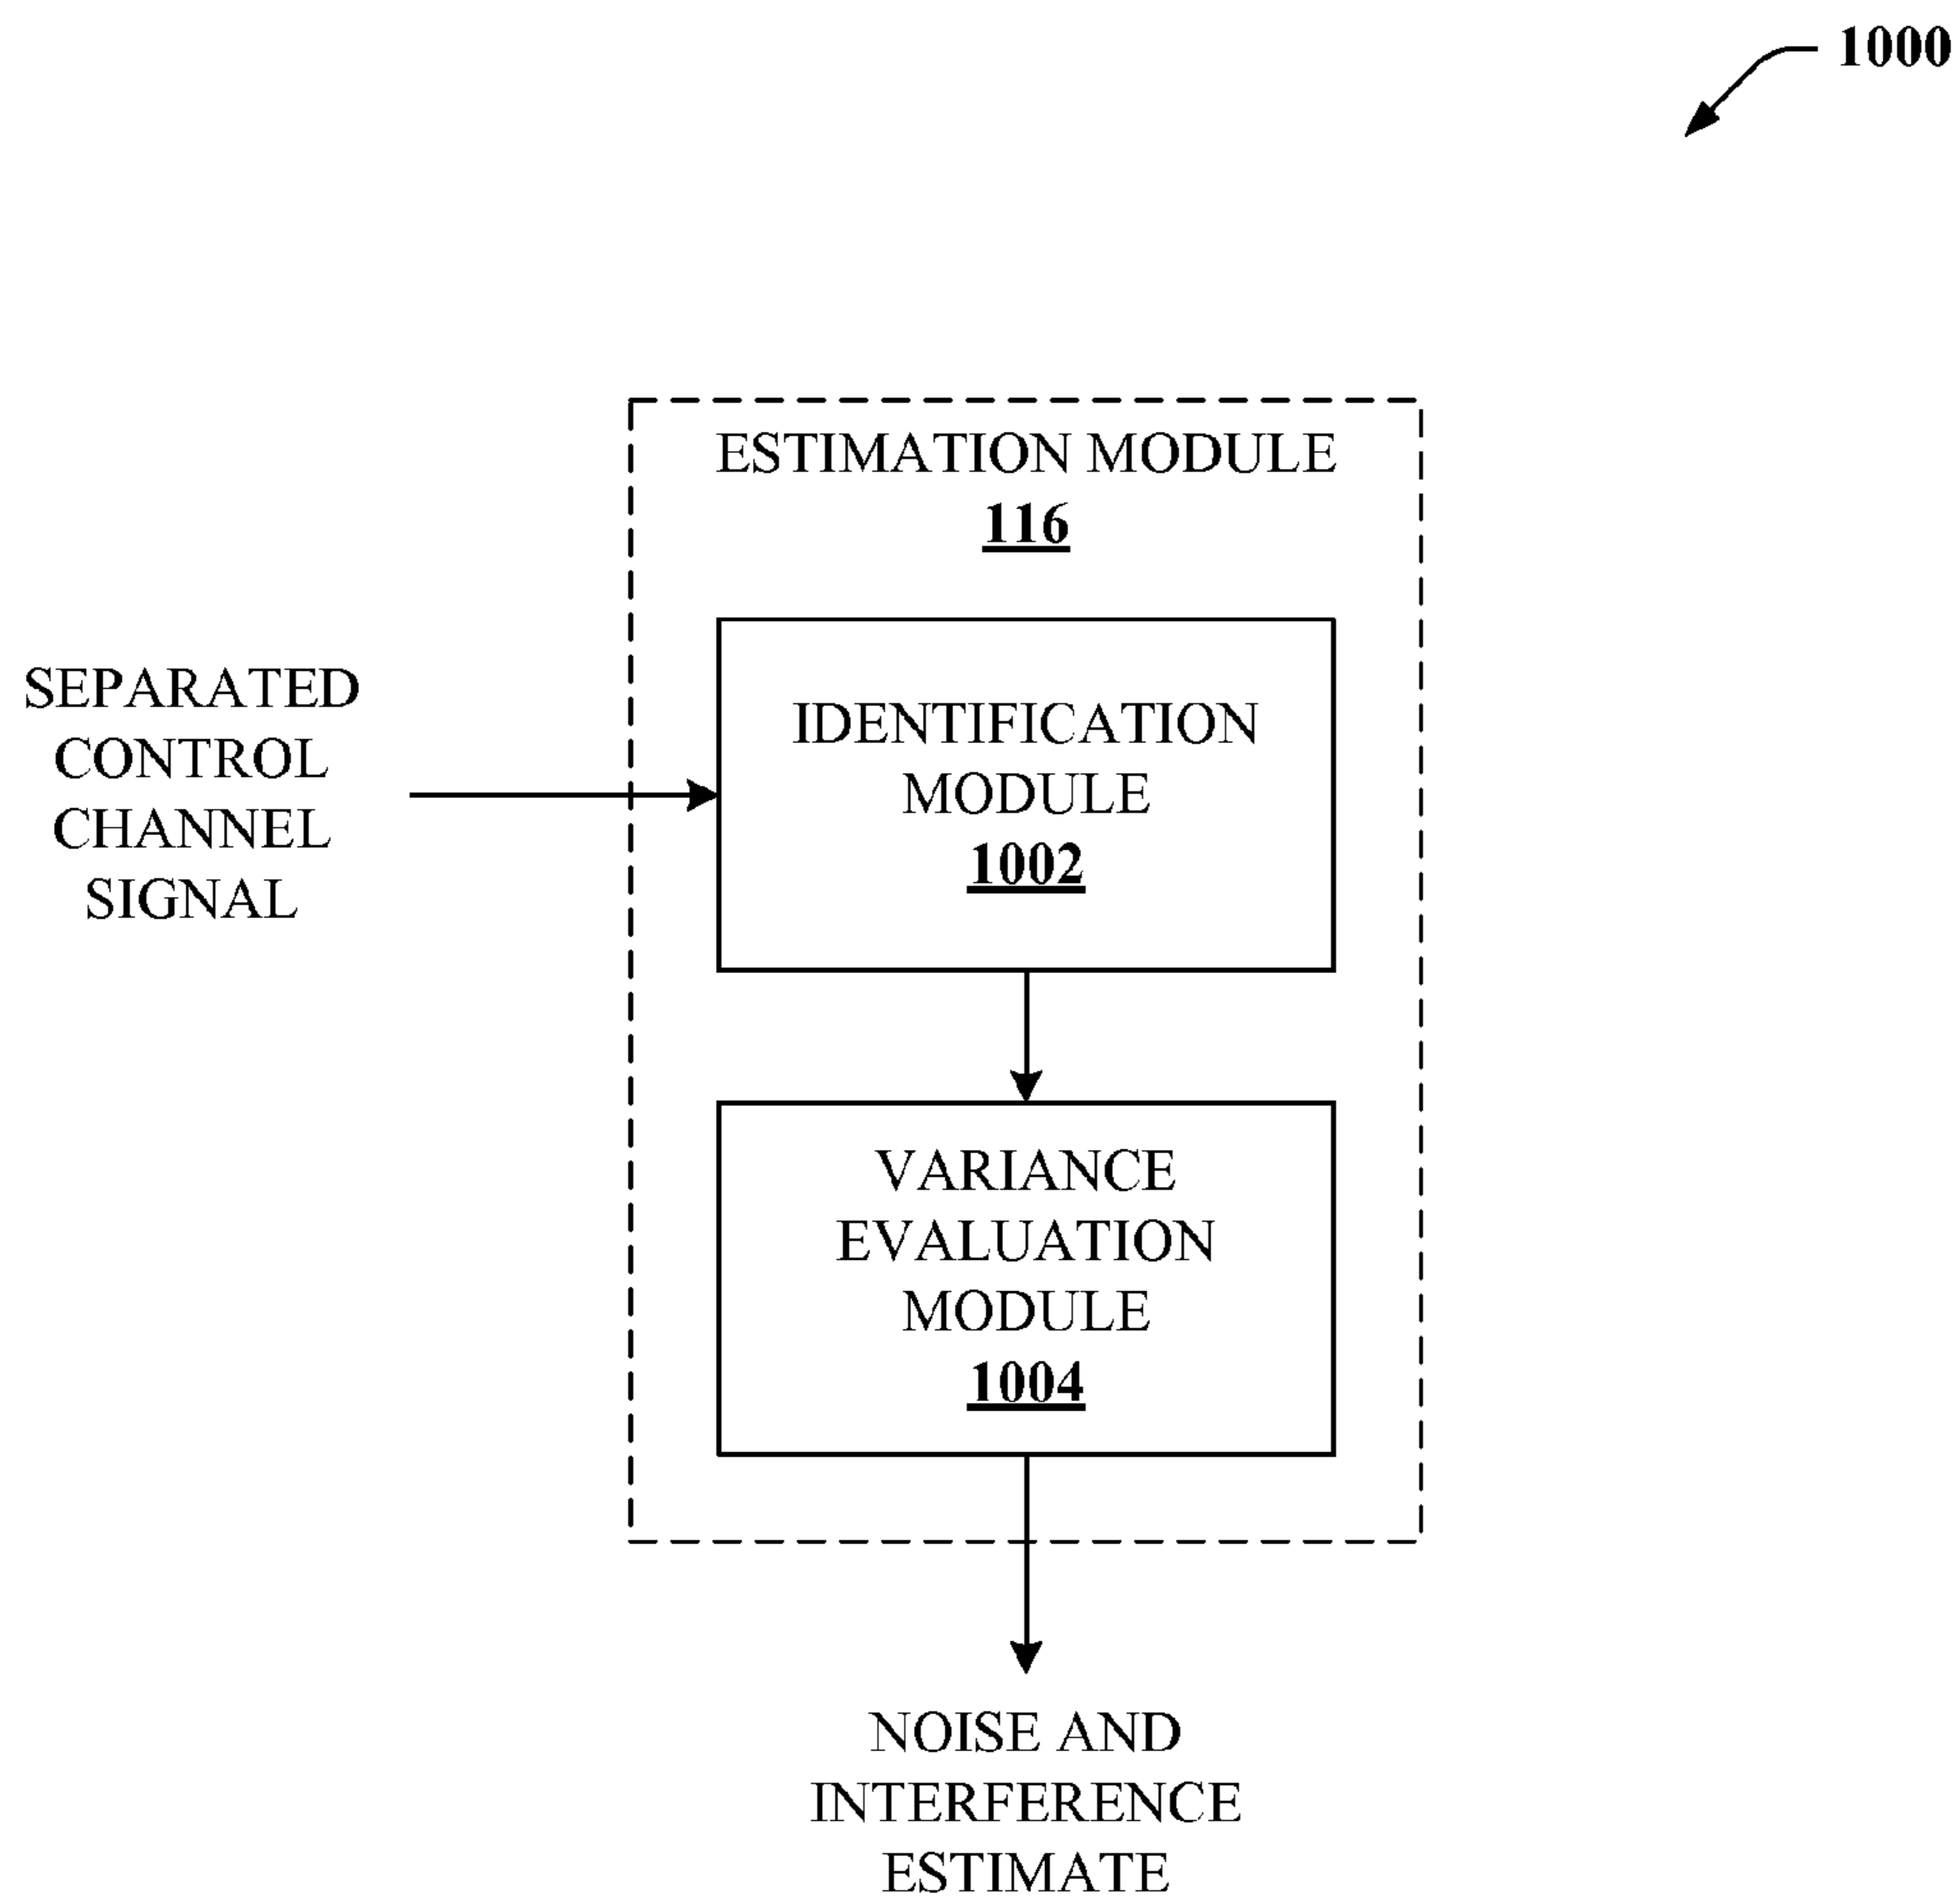 1000
ESTIMATION MODULE
116
SEPARATED
CONTROL
CHANNEL
SIGNAL
IDENTIFICATION
MODULE
1002
VARIANCE
EVALUATION
MODULE
1004
NOISE AND
INTERFERENCE
ESTIMATE